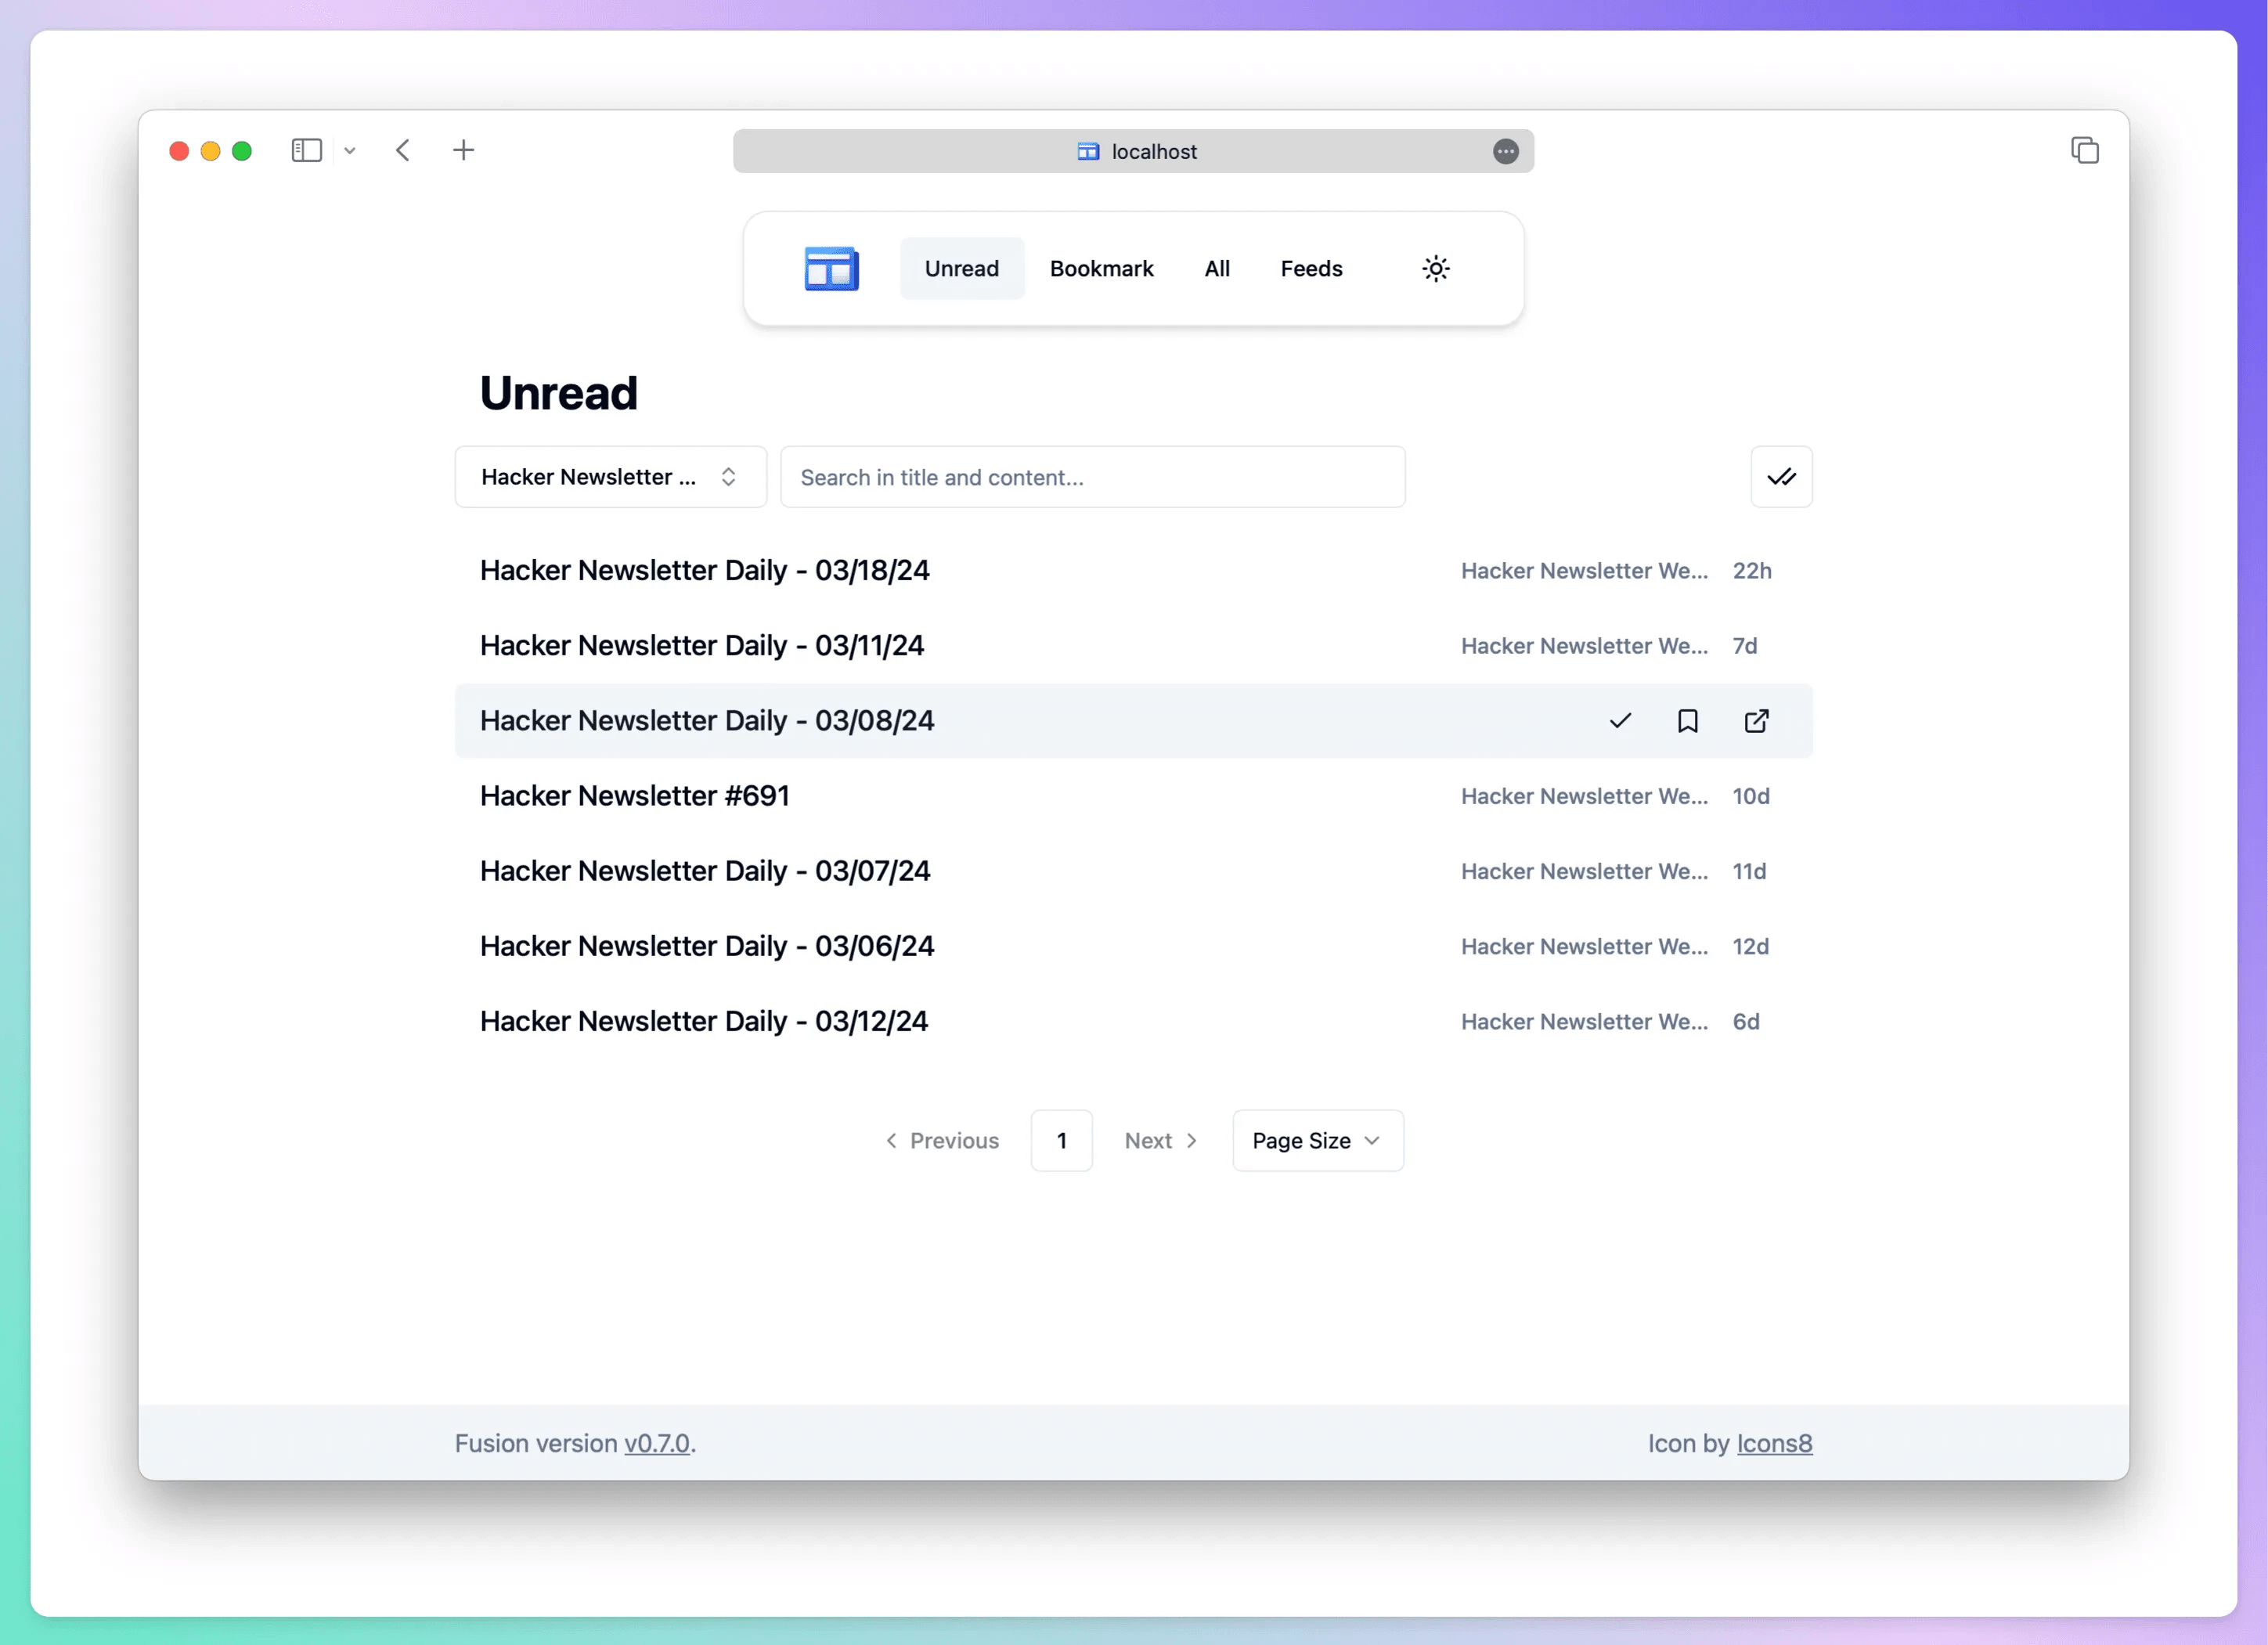 localhost
Unread Bookmark All Feeds
Unread
Hacker Newsletter ... Search in title and content...
Hacker Newsletter Daily - 03/18/24 Hacker Newsletter We... 22h
Hacker Newsletter Daily - 03/11/24 Hacker Newsletter We... 7d
Hacker Newsletter Daily - 03/08/24
Hacker Newsletter #691 Hacker Newsletter We... 10d
Hacker Newsletter Daily - 03/07/24 Hacker Newsletter We... 11d
Hacker Newsletter Daily - 03/06/24 Hacker Newsletter We... 12d
Hacker Newsletter Daily - 03/12/24 Hacker Newsletter We... 6d
Previous 1 Next Page Size
Fusion version v0.7.0. Icon by Icons8